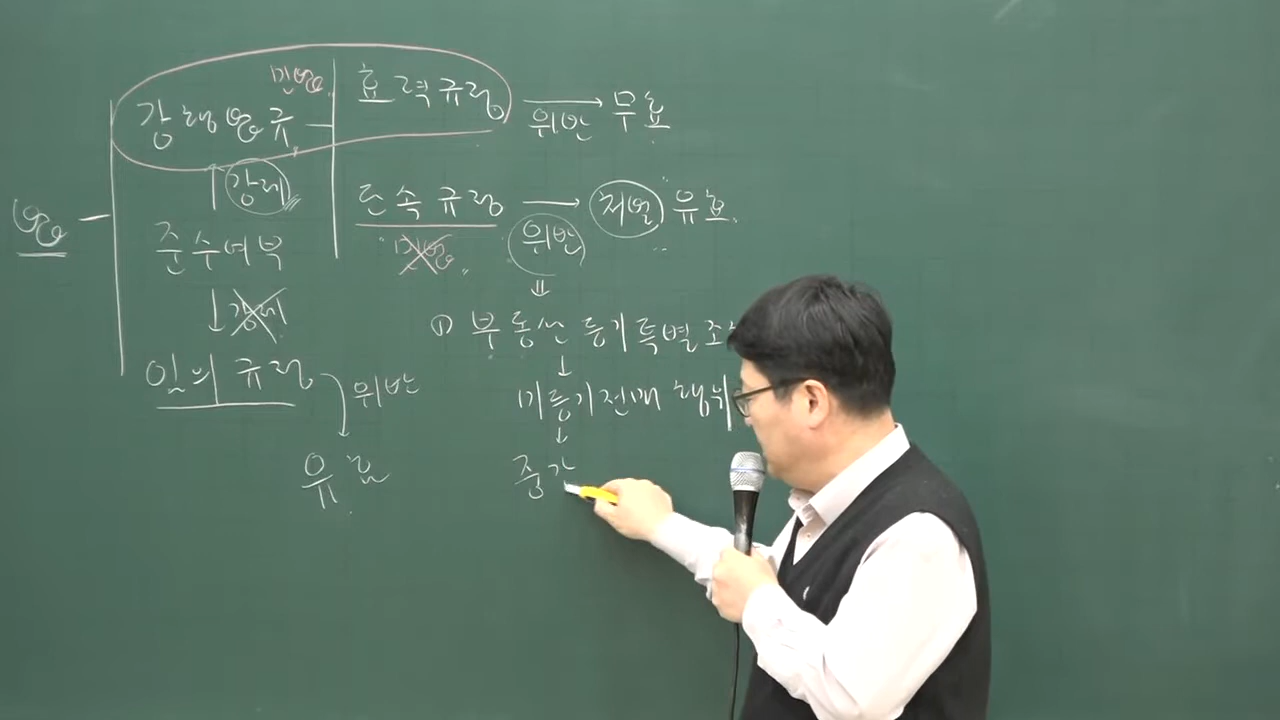 법
강행법규
민법
효력규정
위반
무효
강제
준수여부
강제
임의 규정
위반
유효
단속 규정
민법
위반
처벌
유효
① 부동산 등기특별조
미등기전매 행위
중간